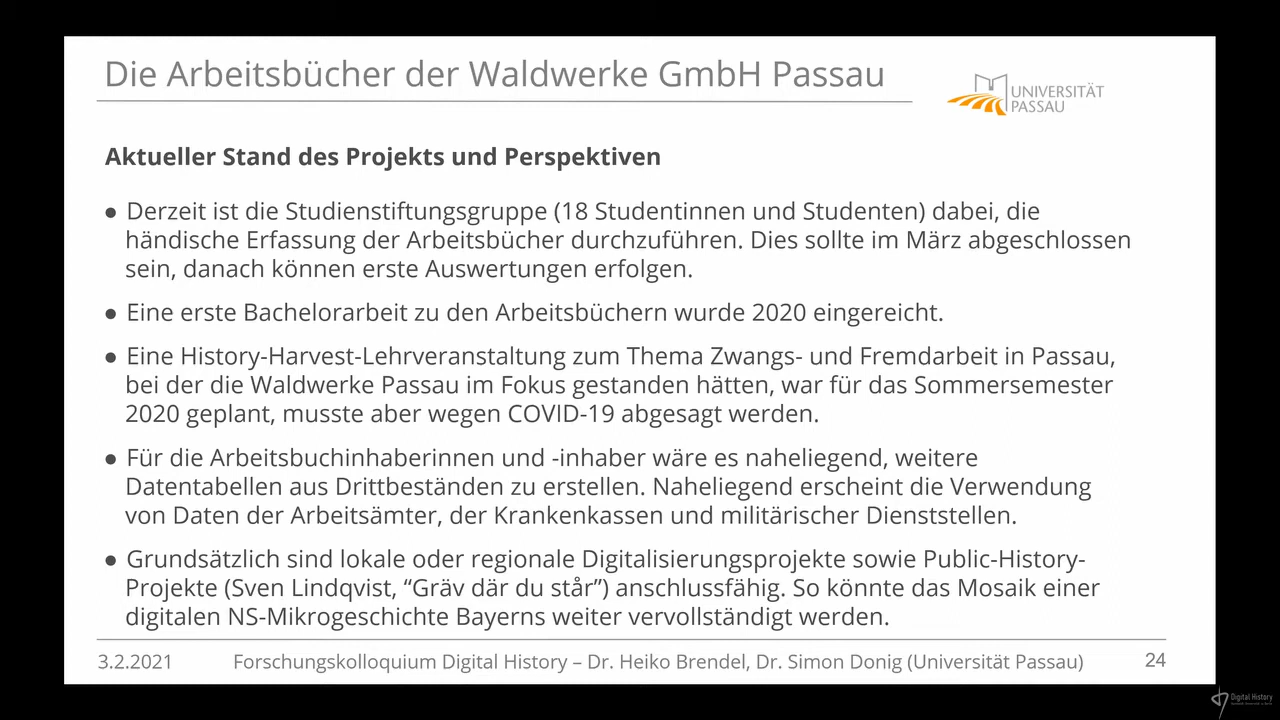 Die Arbeitsbücher der Waldwerke GmbH Passau
UNIVERSITÄT
PASSAU
Aktueller Stand des Projekts und Perspektiven
● Derzeit ist die Studienstiftungsgruppe (18 Studentinnen und Studenten) dabei, die
händische Erfassung der Arbeitsbücher durchzuführen. Dies sollte im März abgeschlossen
sein, danach können erste Auswertungen erfolgen.
● Eine erste Bachelorarbeit zu den Arbeitsbüchern wurde 2020 eingereicht.
● Eine History-Harvest-Lehrveranstaltung zum Thema Zwangs- und Fremdarbeit in Passau,
bei der die Waldwerke Passau im Fokus gestanden hätten, war für das Sommersemester
2020 geplant, musste aber wegen COVID-19 abgesagt werden.
● Für die Arbeitsbuchinhaberinnen und -inhaber wäre es naheliegend, weitere
Datentabellen aus Drittbeständen zu erstellen. Naheliegend erscheint die Verwendung
von Daten der Arbeitsämter, der Krankenkassen und militärischer Dienststellen.
● Grundsätzlich sind lokale oder regionale Digitalisierungsprojekte sowie Public-History-
Projekte (Sven Lindqvist, “Gräv där du står”) anschlussfähig. So könnte das Mosaik einer
digitalen NS-Mikrogeschichte Bayerns weiter vervollständigt werden.
3.2.2021 Forschungskolloquium Digital History – Dr. Heiko Brendel, Dr. Simon Donig (Universität Passau) 24
Digital History